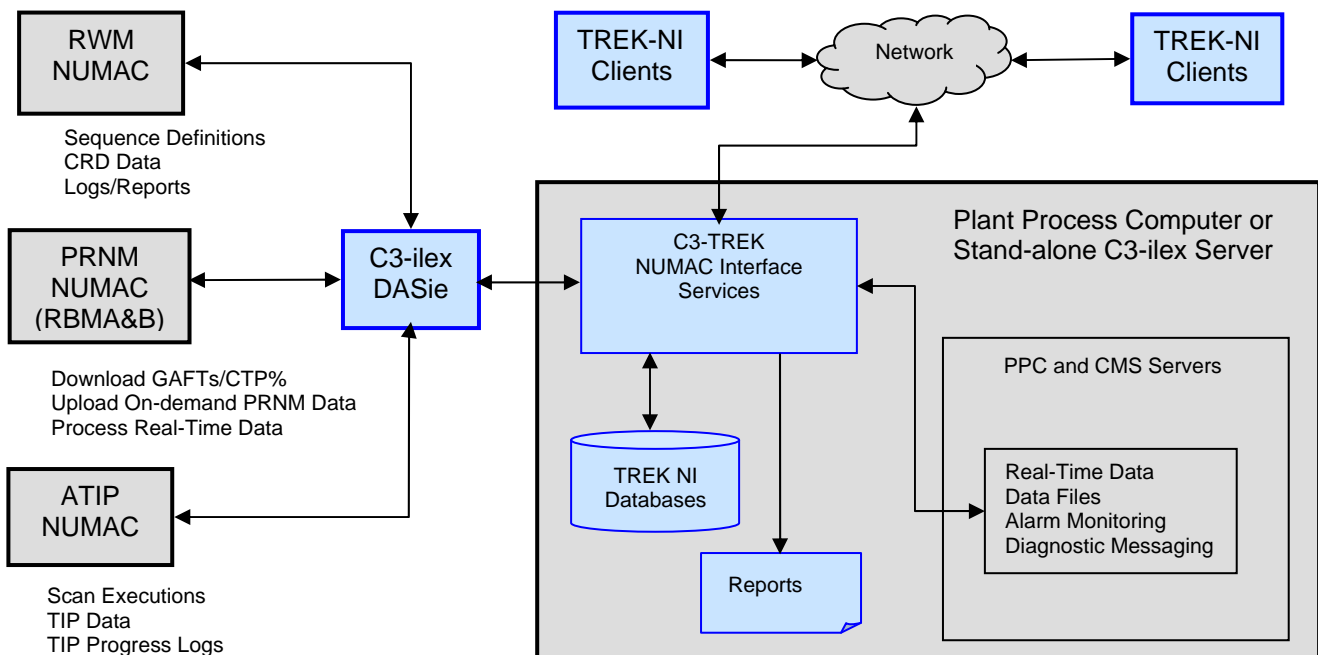 RWM
NUMAC
Sequence Definitions
CRD Data
Logs/Reports
PRNM
NUMAC
(RBMA&B)
Download GAFTs/CTP%
Upload On-demand PRNM Data
Process Real-Time Data
ATIP
NUMAC
Scan Executions
TIP Data
TIP Progress Logs
C3-ilex
DASie
TREK-NI
Clients
Network
TREK-NI
Clients
Plant Process Computer or
Stand-alone C3-ilex Server
C3-TREK
NUMAC Interface
Services
TREK NI
Databases
Reports
PPC and CMS Servers
Real-Time Data
Data Files
Alarm Monitoring
Diagnostic Messaging